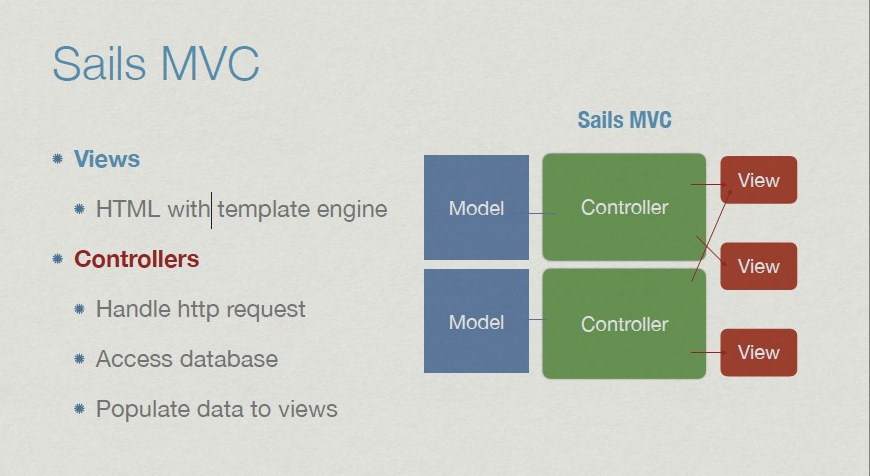 Sails MVC
Views
HTML with template engine
Controllers
Handle http request
Access database
Populate data to views
Sails MVC
Model
Controller
View
View
Model
Controller
View